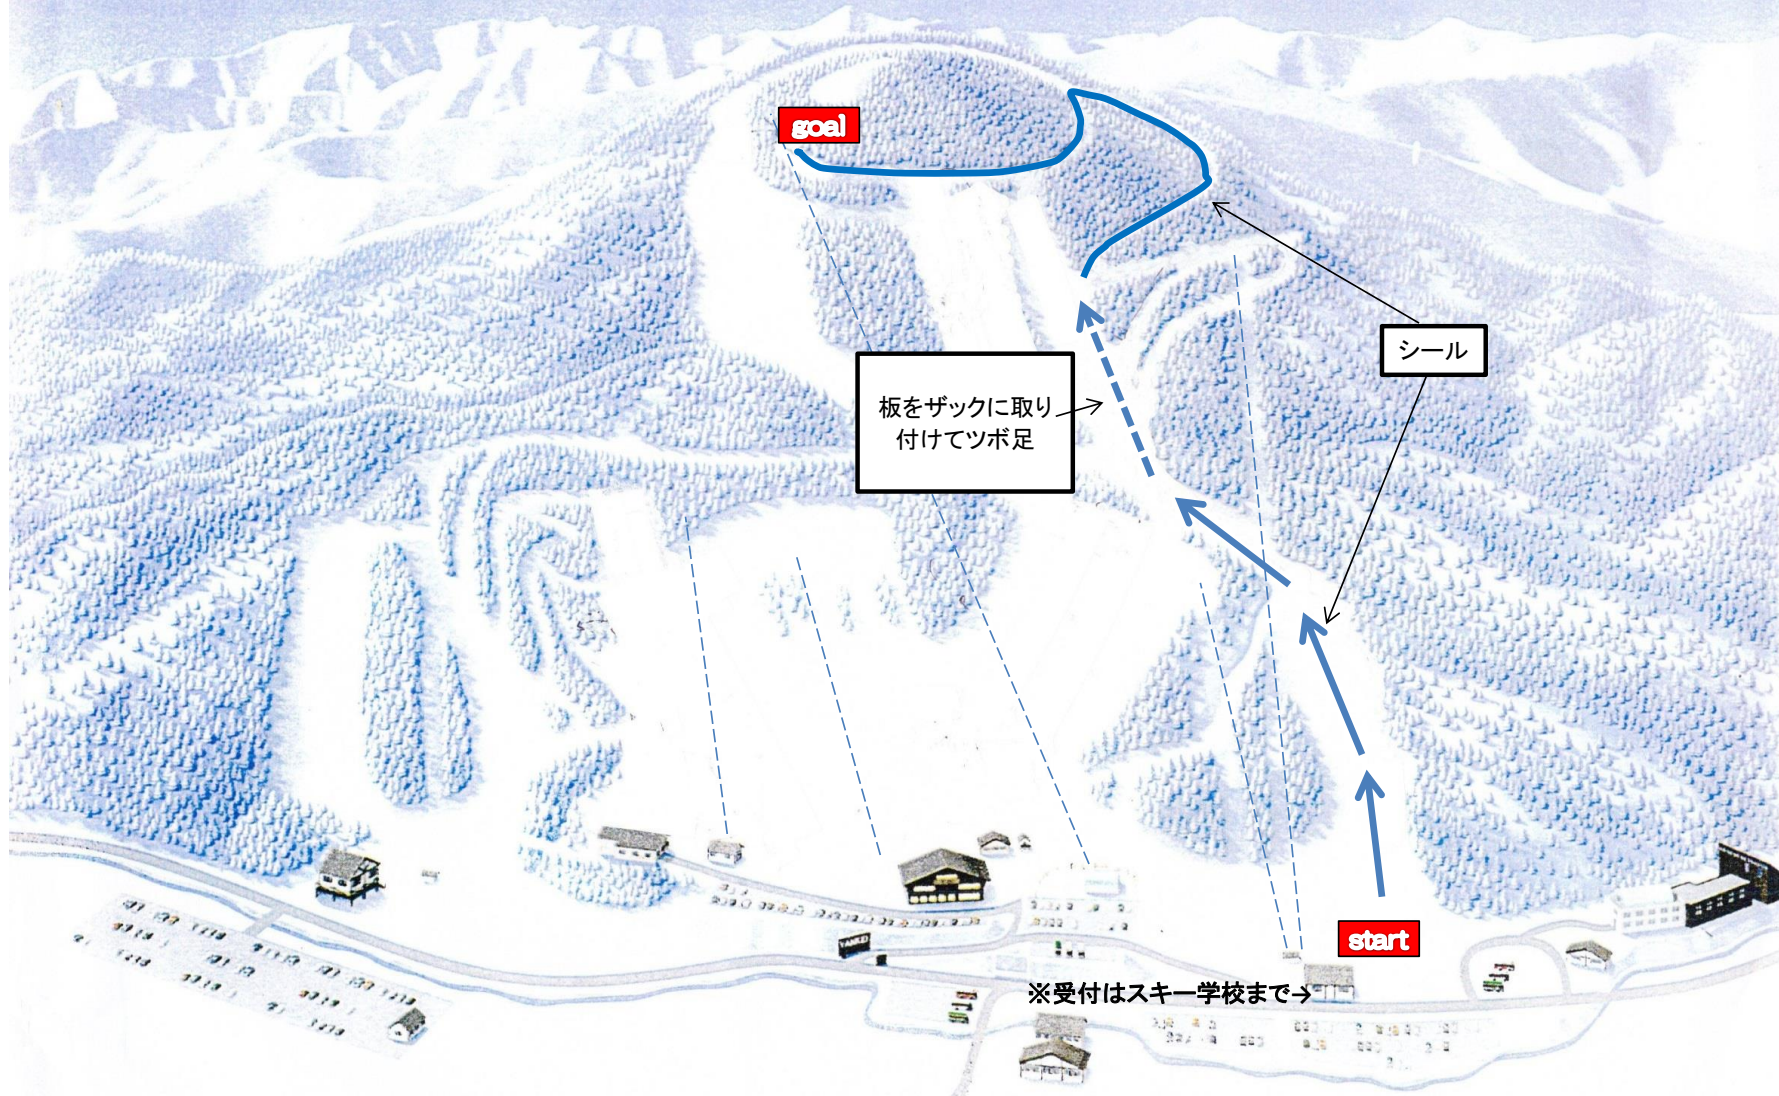 goal
シール
板をザックに取り
付けてツボ足
start
※受付はスキー学校まで→